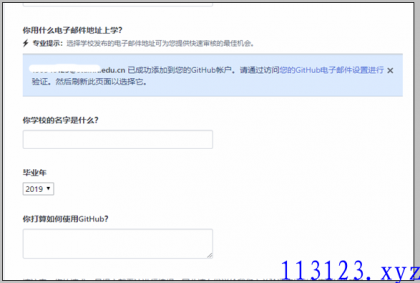 你用什么电子邮件地址上学?
专业提示: 选择学校发布的电子邮件地址可为您提供快速审核的最佳机会。
edu.cn 已成功添加到您的GitHub帐户。请通过访问您的GitHub电子邮件设置进行
验证。然后刷新此页面以选择它。
你学校的名字是什么?
毕业年
2019
你打算如何使用GitHub?
113123.xyz